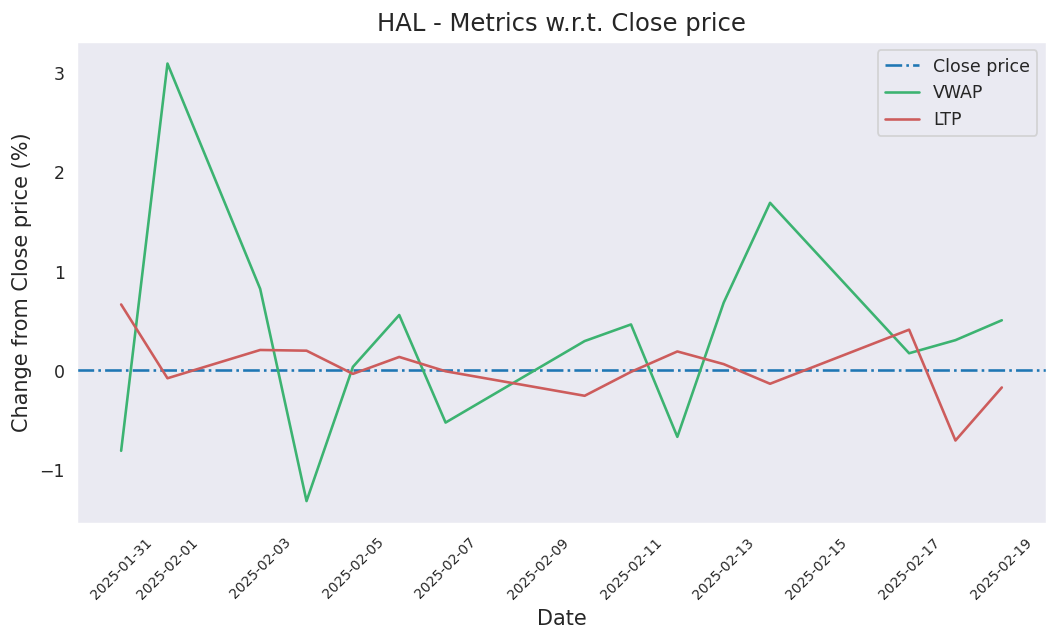 HAL - Metrics w.r.t. Close price
Change from Close price (%)
3
2
1
0
−1
Close price
VWAP
LTP
2025-01-31
2025-02-01
2025-02-03
2025-02-05
2025-02-07
2025-02-09
2025-02-11
2025-02-13
2025-02-15
2025-02-17
2025-02-19
Date